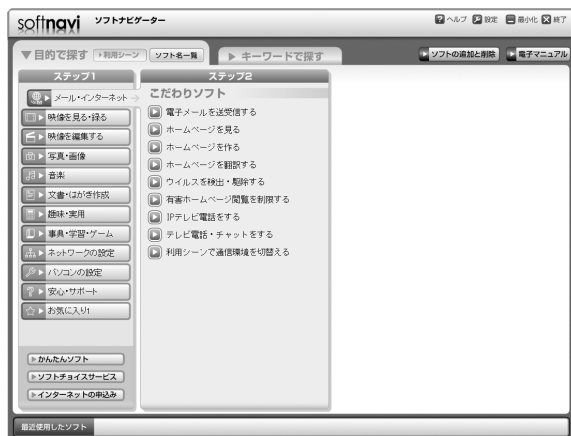 softnavi ソフトナビゲーター
ヘルプ 設定 最小化 終了
目的で探す 利用シーン ソフト名一覧 キーワードで探す ソフトの追加と削除 電子マニュアル
ステップ1
メール・インターネット
映像を見る・録る
映像を編集する
写真・画像
音楽
文書・はがき作成
趣味・実用
事典・学習・ゲーム
ネットワークの設定
パソコンの設定
安心・サポート
お気に入り1
かんたんソフト
ソフトチョイスサービス
インターネットの申込み
ステップ2
こだわりソフト
電子メールを送受信する
ホームページを見る
ホームページを作る
ホームページを翻訳する
ウイルスを検出・駆除する
有害ホームページ閲覧を制限する
IPテレビ電話をする
テレビ電話・チャットをする
利用シーンで通信環境を切替える
最近使用したソフト